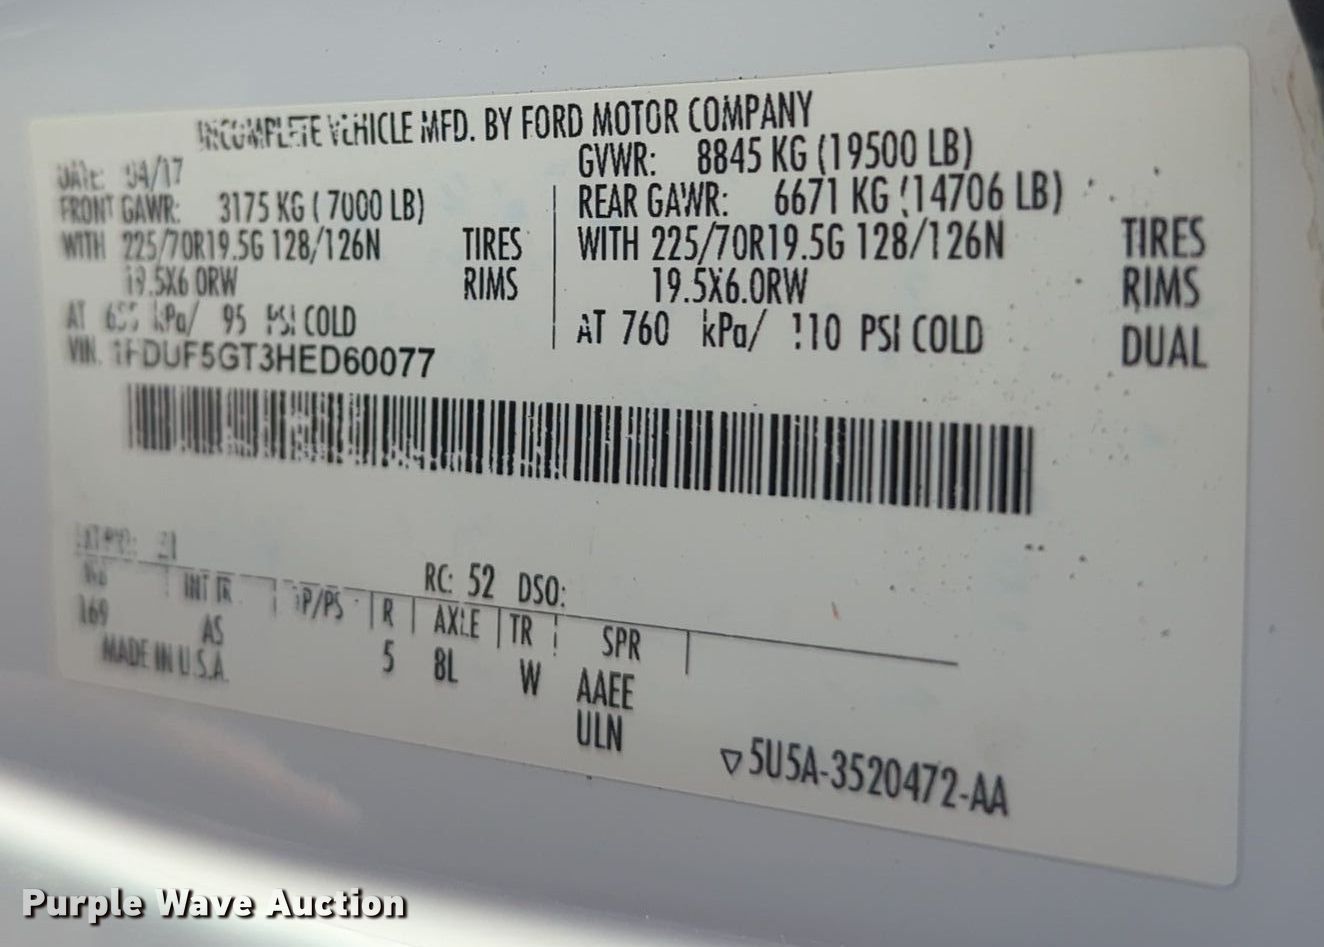 INCOMPLETE VEHICLE MFD. BY FORD MOTOR COMPANY
DATE: 04/17
GVWR: 8845 KG (19500 LB)
FRONT GAWR: 3175 KG ( 7000 LB)
REAR GAWR: 6671 KG (14706 LB)
WITH 225/70R19.5G 128/126N TIRES
WITH 225/70R19.5G 128/126N TIRES
19.5X6.0RW RIMS
19.5X6.0RW RIMS
AT 655 kPa/ 95 PSI COLD
AT 760 kPa/ 110 PSI COLD DUAL
VIN. 1FDUF5GT3HED60077
RC: 52 DSO:
INT TR TP/PS R AXLE TR SPR
169 AS 5 8L W AAEE
MADE IN U.S.A. ULN
▽5U5A-3520472-AA
Purple Wave Auction